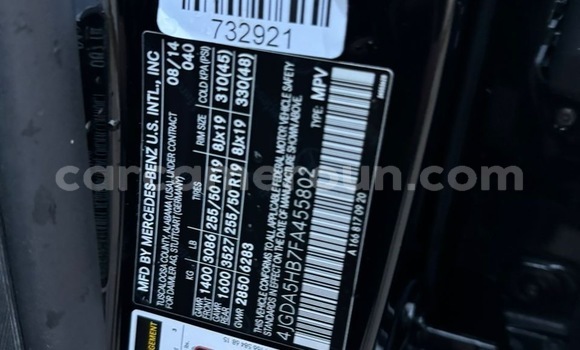 732921
MFD BY MERCEDES-BENZ U.S. INTL., INC
TUSCALOOSA COUNTY, ALABAMA (USA) UNDER CONTRACT
FOR DAIMLER AG, STUTTGART (GERMANY)
08/14
040
KG LB TIRES RIM SIZE COLD KPA(PSI)
GAWR FRONT 1400 3086 255/50 R19 8Jx19 310(45)
GAWR REAR 1600 3527 255/50 R19 8Jx19 330(48)
GVWR 2850 6283
THIS VEHICLE CONFORMS TO ALL APPLICABLE FEDERAL MOTOR VEHICLE SAFETY
STANDARDS IN EFFECT ON THE DATE OF MANUFACTURE SHOWN ABOVE.
4JGDA5HB7FA455802 TYPE: MPV
A 166 817 09 20
carcameroun.com